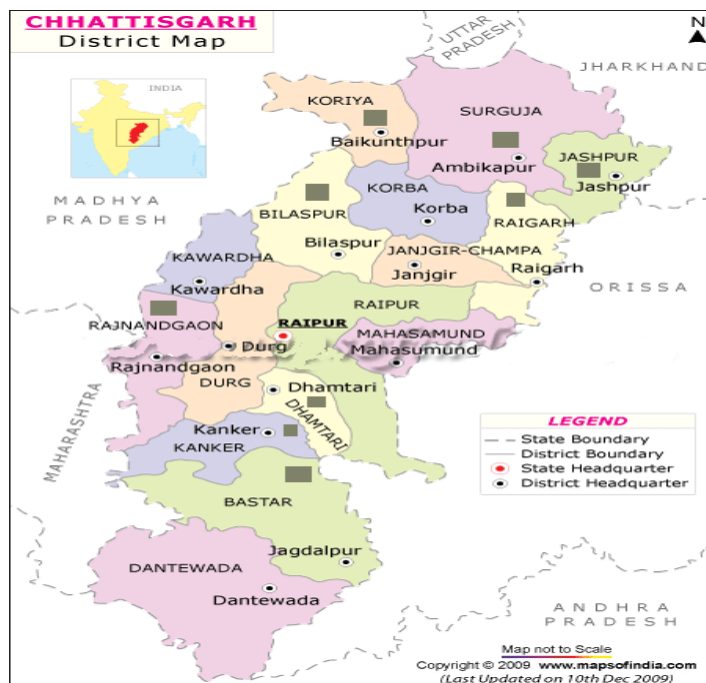 CHHATTISGARH
District Map
N
UTTAR
PRADESH
JHARKHAND
INDIA
KORIYA
Baikunthpur
SURGUJA
Ambikapur
JASHPUR
Jashpur
MADHYA
PRADESH
KORBA
Korba
BILASPUR
Bilaspur
RAIGARH
Raigarh
JANJGIR-CHAMPA
Janjgir
KAWARDHA
Kawardha
ORISSA
RAJNANDGAON
Rajnandgaon
RAIPUR
RAIPUR
MAHASAMUND
Mahasumund
Durg
DURG
Dhamtari
DHAMTARI
MAHARASHTRA
Kanker
KANKER
LEGEND
State Boundary
District Boundary
State Headquarter
District Headquarter
BASTAR
Jagdalpur
DANTEWADA
Dantewada
ANDHRA
PRADESH
Map not to Scale
Copyright © 2009 www.mapsofindia.com
(Last Updated on 10th Dec 2009)